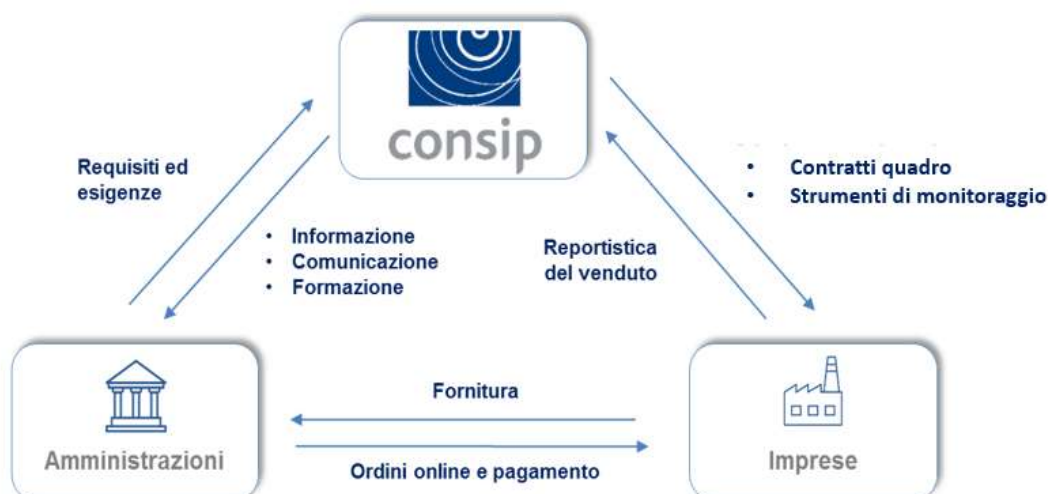 consip
Requisiti ed
esigenze
• Contratti quadro
• Strumenti di monitoraggio
• Informazione
• Comunicazione
• Formazione
Reportistica
del venduto
Fornitura
Amministrazioni
Ordini online e pagamento
Imprese